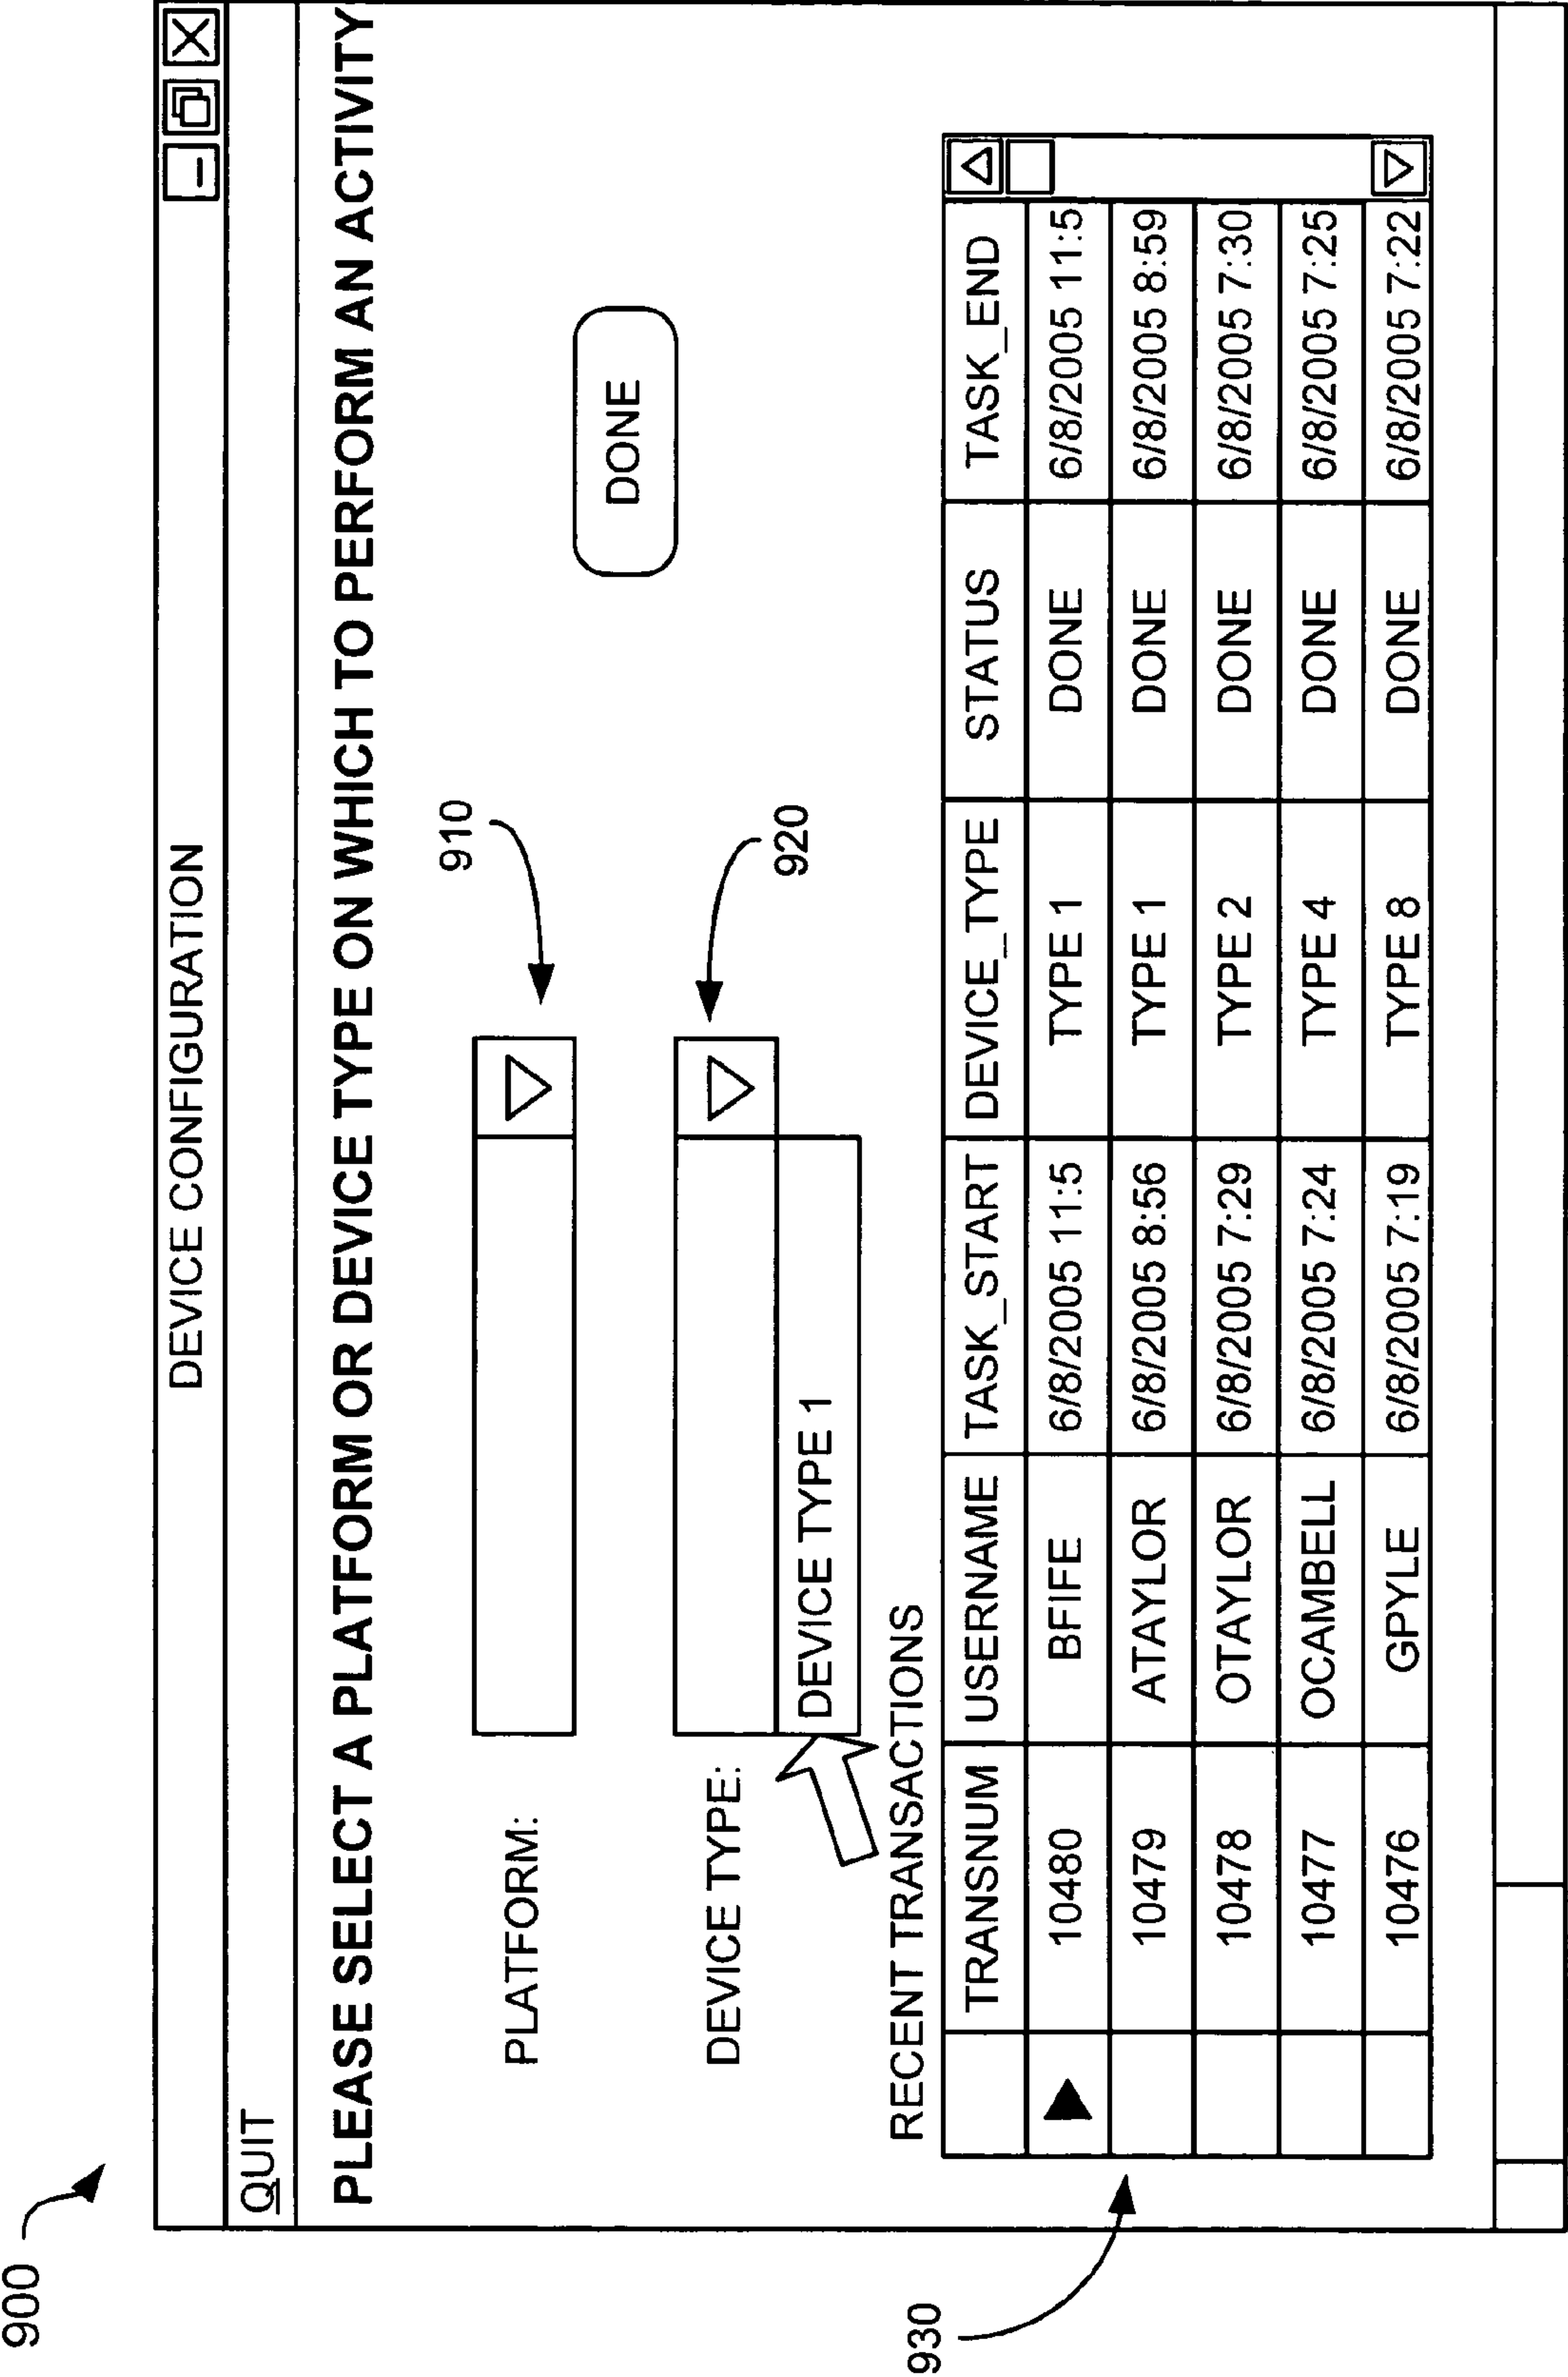 900
DEVICE CONFIGURATION
QUIT
PLEASE SELECT A PLATFORM OR DEVICE TYPE ON WHICH TO PERFORM AN ACTIVITY
910
PLATFORM:
DONE
DEVICE TYPE:
920
DEVICE TYPE 1
RECENT TRANSACTIONS
930
TRANSNUM USERNAME TASK_START DEVICE_TYPE STATUS TASK_END
10480 BFIFE 6/8/2005 11:5 TYPE 1 DONE 6/8/2005 11:5
10479 ATAYLOR 6/8/2005 8:56 TYPE 1 DONE 6/8/2005 8:59
10478 OTAYLOR 6/8/2005 7:29 TYPE 2 DONE 6/8/2005 7:30
10477 OCAMBELL 6/8/2005 7:24 TYPE 4 DONE 6/8/2005 7:25
10476 GPYLE 6/8/2005 7:19 TYPE 8 DONE 6/8/2005 7:22